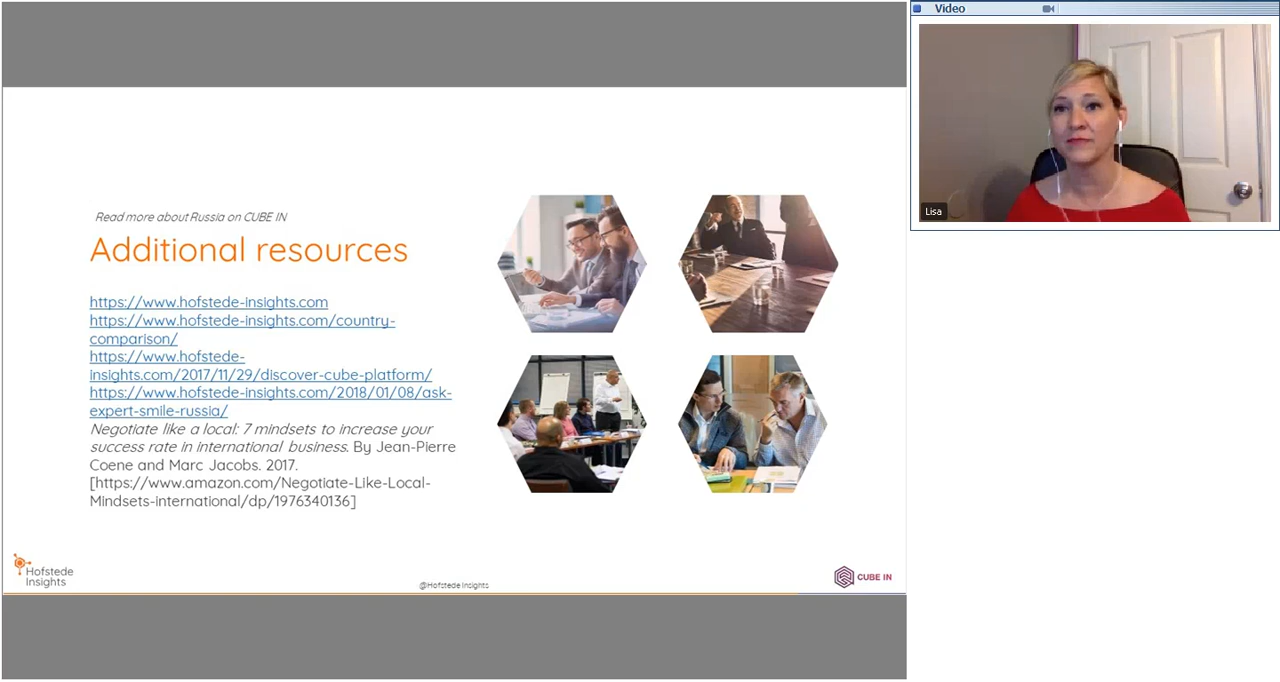 Video
Lisa
Read more about Russia on CUBE IN
Additional resources
https://www.hofstede-insights.com
https://www.hofstede-insights.com/country-
comparison/
https://www.hofstede-
insights.com/2017/11/29/discover-cube-platform/
https://www.hofstede-insights.com/2018/01/08/ask-
expert-smile-russia/
Negotiate like a local: 7 mindsets to increase your
success rate in international business. By Jean-Pierre
Coene and Marc Jacobs. 2017.
[https://www.amazon.com/Negotiate-Like-Local-
Mindsets-international/dp/1976340136]
Hofstede
Insights
@Hofstede Insights
CUBE IN